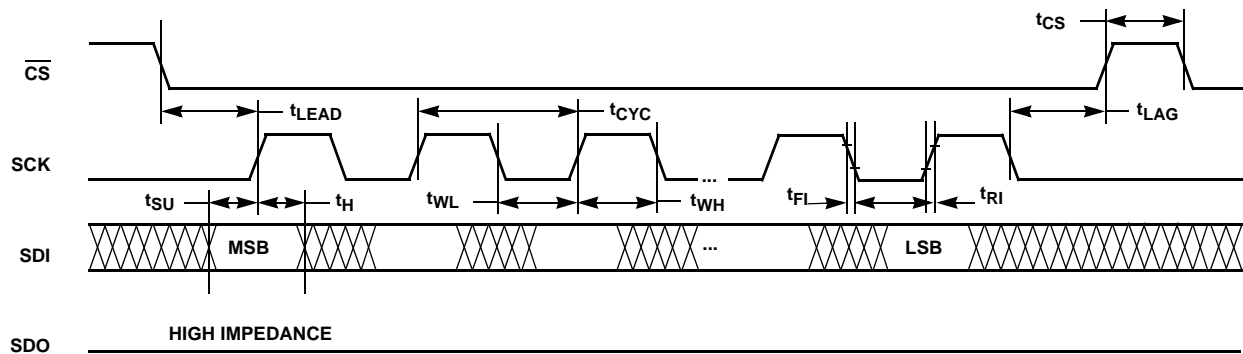 tCS
CS
tLEAD
tCYC
tLAG
SCK
...
tSU
tH
tWL
tWH
tFI
tRI
SDI
MSB
...
LSB
HIGH IMPEDANCE
SDO